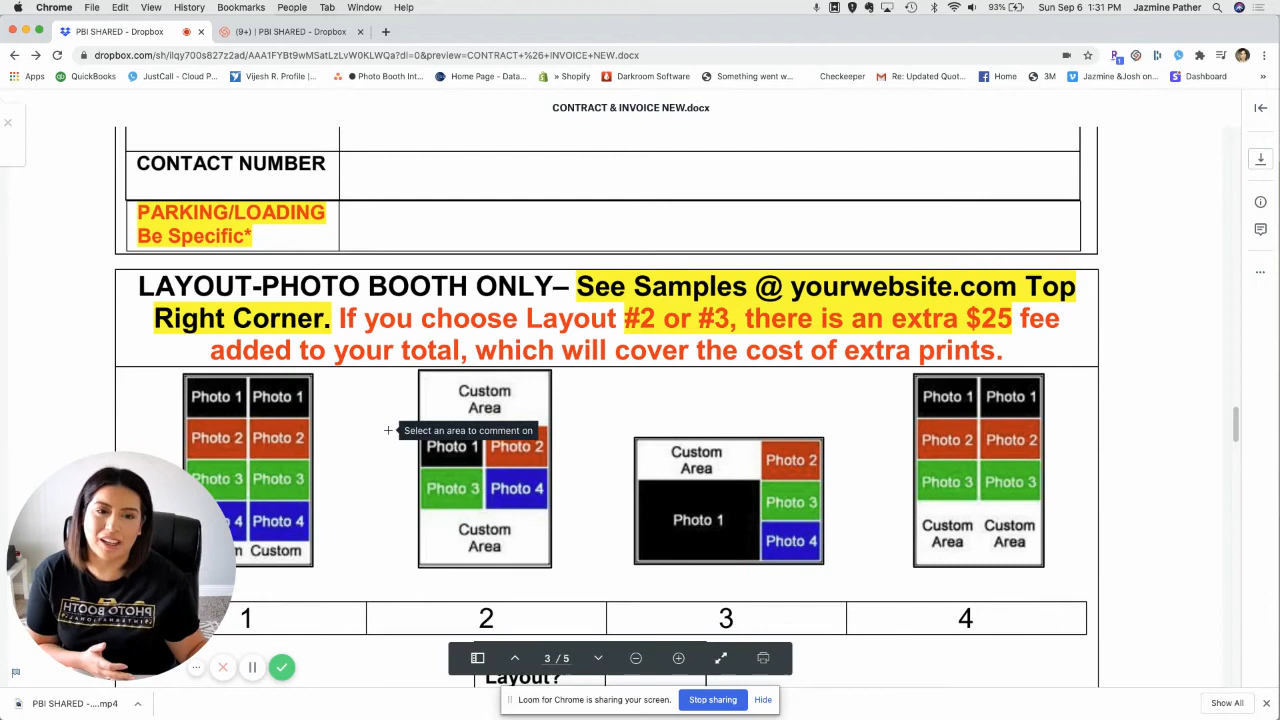 Chrome File Edit View History Bookmarks People Tab Window Help 93% Sun Sep 6 1:31 PM Jazmine Pather
PBI SHARED - Dropbox (9+) | PBI SHARED - Dropbox
dropbox.com/sh/ilqy700s827z2ad/AAA1FYBt9wMSatLzLvW0KLWQa?dl=0&preview=CONTRACT+%26+INVOICE+NEW.docx
Apps QuickBooks JustCall - Cloud P... Vijesh R. Profile |... Photo Booth Int... Home Page - Data... » Shopify Darkroom Software Something went w... Checkeeper Re: Updated Quot... Home 3M Jazmine &Josh on... Dashboard
CONTRACT & INVOICE NEW.docx
CONTACT NUMBER
PARKING/LOADING
Be Specific*
LAYOUT-PHOTO BOOTH ONLY– See Samples @ yourwebsite.com Top
Right Corner. If you choose Layout #2 or #3, there is an extra $25 fee
added to your total, which will cover the cost of extra prints.
Photo 1 Photo 1
Photo 2 Photo 2
Photo 3 Photo 3
4 Photo 4
m Custom
Custom
Area
Select an area to comment on
Photo 1 Photo 2
Photo 3 Photo 4
Custom
Area
Custom
Area
Photo 1
Photo 2
Photo 3
Photo 4
Photo 1 Photo 1
Photo 2 Photo 2
Photo 3 Photo 3
Custom Custom
Area Area
PHOTO BOOTH
INTERNATIONAL
1 2 3 4
3 / 5
Layout?
Loom for Chrome is sharing your screen. Stop sharing Hide
PBI SHARED -....mp4
Show All